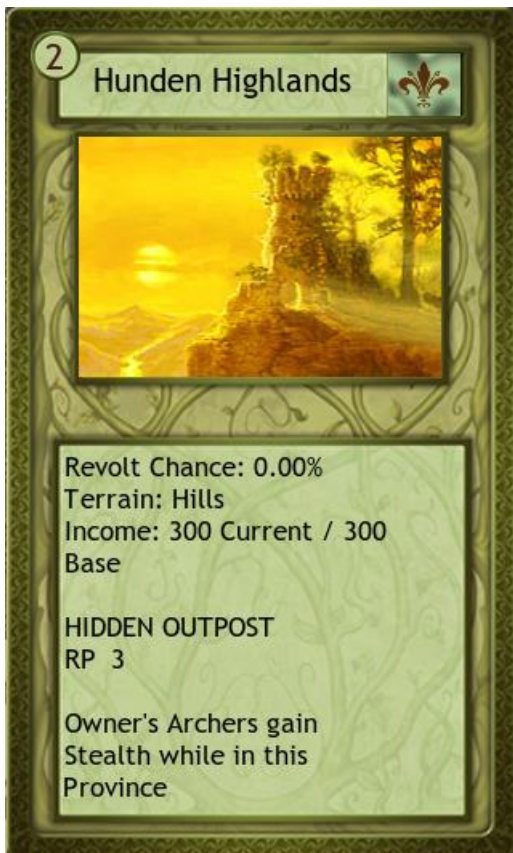 2
Hunden Highlands
Revolt Chance: 0.00%
Terrain: Hills
Income: 300 Current / 300
Base
HIDDEN OUTPOST
RP 3
Owner's Archers gain
Stealth while in this
Province